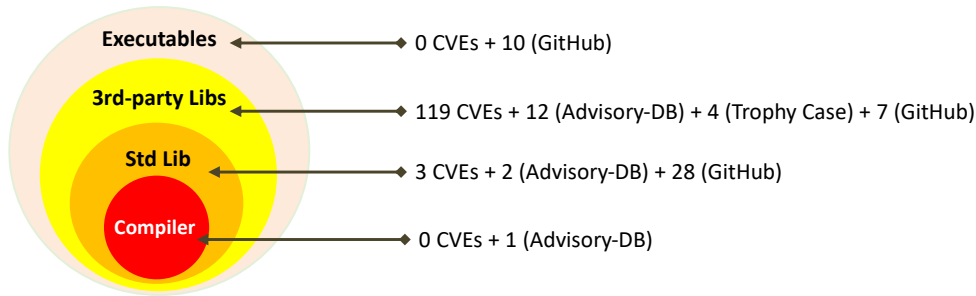 Executables
0 CVEs + 10 (GitHub)
3rd-party Libs
119 CVEs + 12 (Advisory-DB) + 4 (Trophy Case) + 7 (GitHub)
Std Lib
3 CVEs + 2 (Advisory-DB) + 28 (GitHub)
Compiler
0 CVEs + 1 (Advisory-DB)